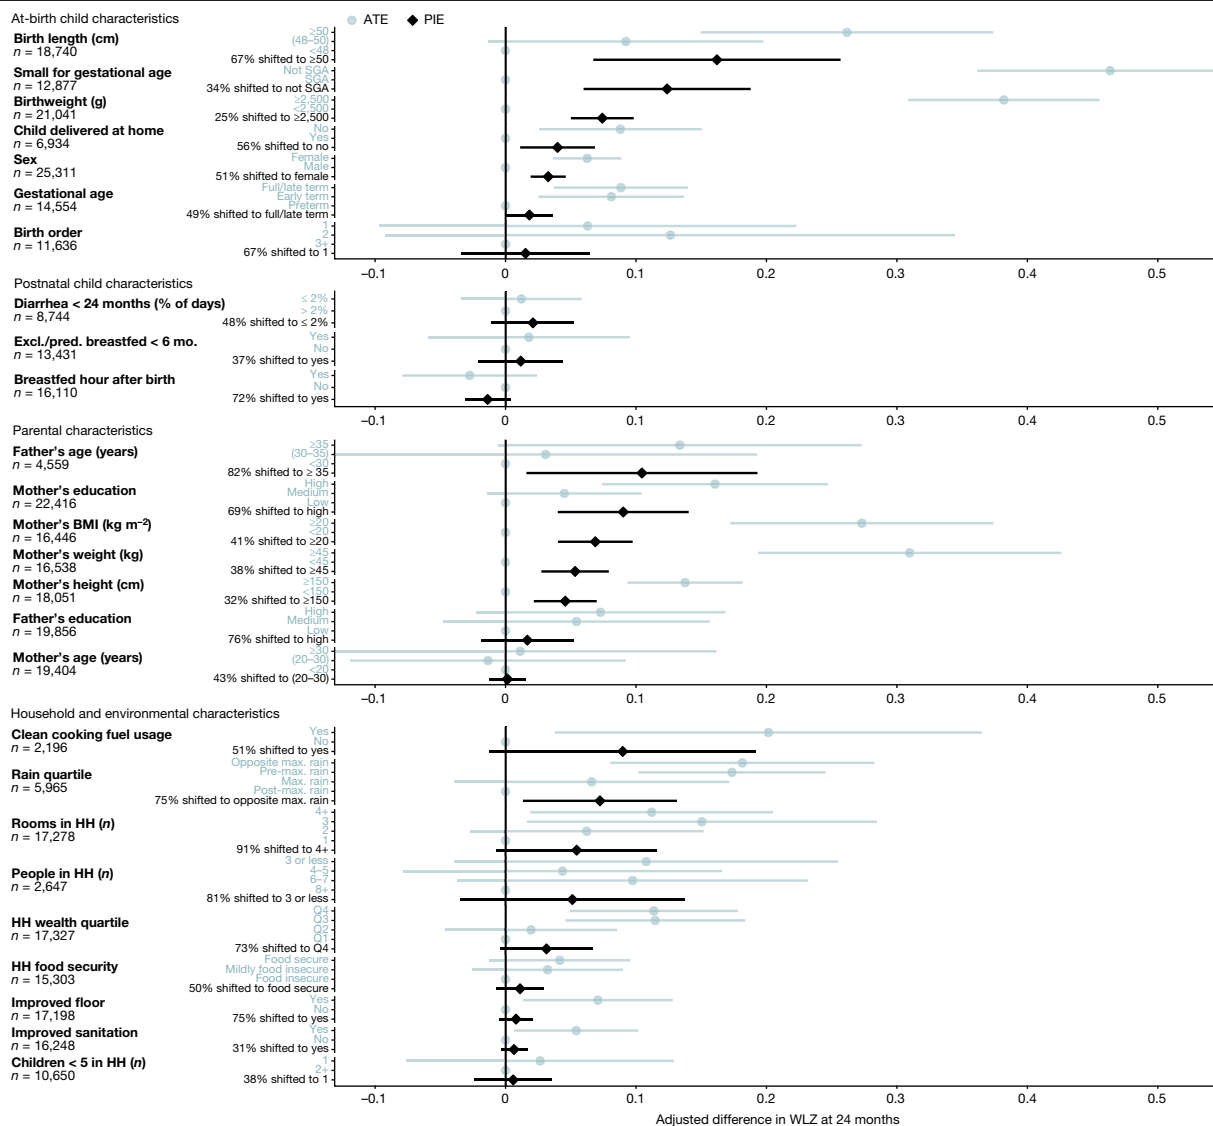 At-birth child characteristics
ATE PIE
Birth length (cm)
n = 18,740
≥50
(48–50)
<48
67% shifted to ≥50
Small for gestational age
n = 12,877
Not SGA
SGA
34% shifted to not SGA
Birthweight (g)
n = 21,041
≥2,500
<2,500
25% shifted to ≥2,500
Child delivered at home
n = 6,934
No
Yes
56% shifted to no
Sex
n = 25,311
Female
Male
51% shifted to female
Gestational age
n = 14,554
Full/late term
Early term
Preterm
49% shifted to full/late term
Birth order
n = 11,636
1
2
3+
67% shifted to 1
–0.1 0 0.1 0.2 0.3 0.4 0.5
Postnatal child characteristics
Diarrhea < 24 months (% of days)
n = 8,744
≤ 2%
> 2%
48% shifted to ≤ 2%
Excl./pred. breastfed < 6 mo.
n = 13,431
Yes
No
37% shifted to yes
Breastfed hour after birth
n = 16,110
Yes
No
72% shifted to yes
–0.1 0 0.1 0.2 0.3 0.4 0.5
Parental characteristics
Father's age (years)
n = 4,559
≥35
(30–35)
<30
82% shifted to ≥ 35
Mother's education
n = 22,416
High
Medium
Low
69% shifted to high
Mother's BMI (kg m–2)
n = 16,446
≥20
<20
41% shifted to ≥20
Mother's weight (kg)
n = 16,538
≥45
<45
38% shifted to ≥45
Mother's height (cm)
n = 18,051
≥150
<150
32% shifted to ≥150
Father's education
n = 19,856
High
Medium
Low
76% shifted to high
Mother's age (years)
n = 19,404
≥30
(20–30)
<20
43% shifted to (20–30)
–0.1 0 0.1 0.2 0.3 0.4 0.5
Household and environmental characteristics
Clean cooking fuel usage
n = 2,196
Yes
No
51% shifted to yes
Rain quartile
n = 5,965
Opposite max. rain
Pre-max. rain
Max. rain
Post-max. rain
75% shifted to opposite max. rain
Rooms in HH (n)
n = 17,278
4+
3
2
1
91% shifted to 4+
People in HH (n)
n = 2,647
3 or less
4–5
6–7
8+
81% shifted to 3 or less
HH wealth quartile
n = 17,327
Q4
Q3
Q2
Q1
73% shifted to Q4
HH food security
n = 15,303
Food secure
Mildly food insecure
Food insecure
50% shifted to food secure
Improved floor
n = 17,198
Yes
No
75% shifted to yes
Improved sanitation
n = 16,248
Yes
No
31% shifted to yes
Children < 5 in HH (n)
n = 10,650
1
2+
38% shifted to 1
–0.1 0 0.1 0.2 0.3 0.4 0.5
Adjusted difference in WLZ at 24 months